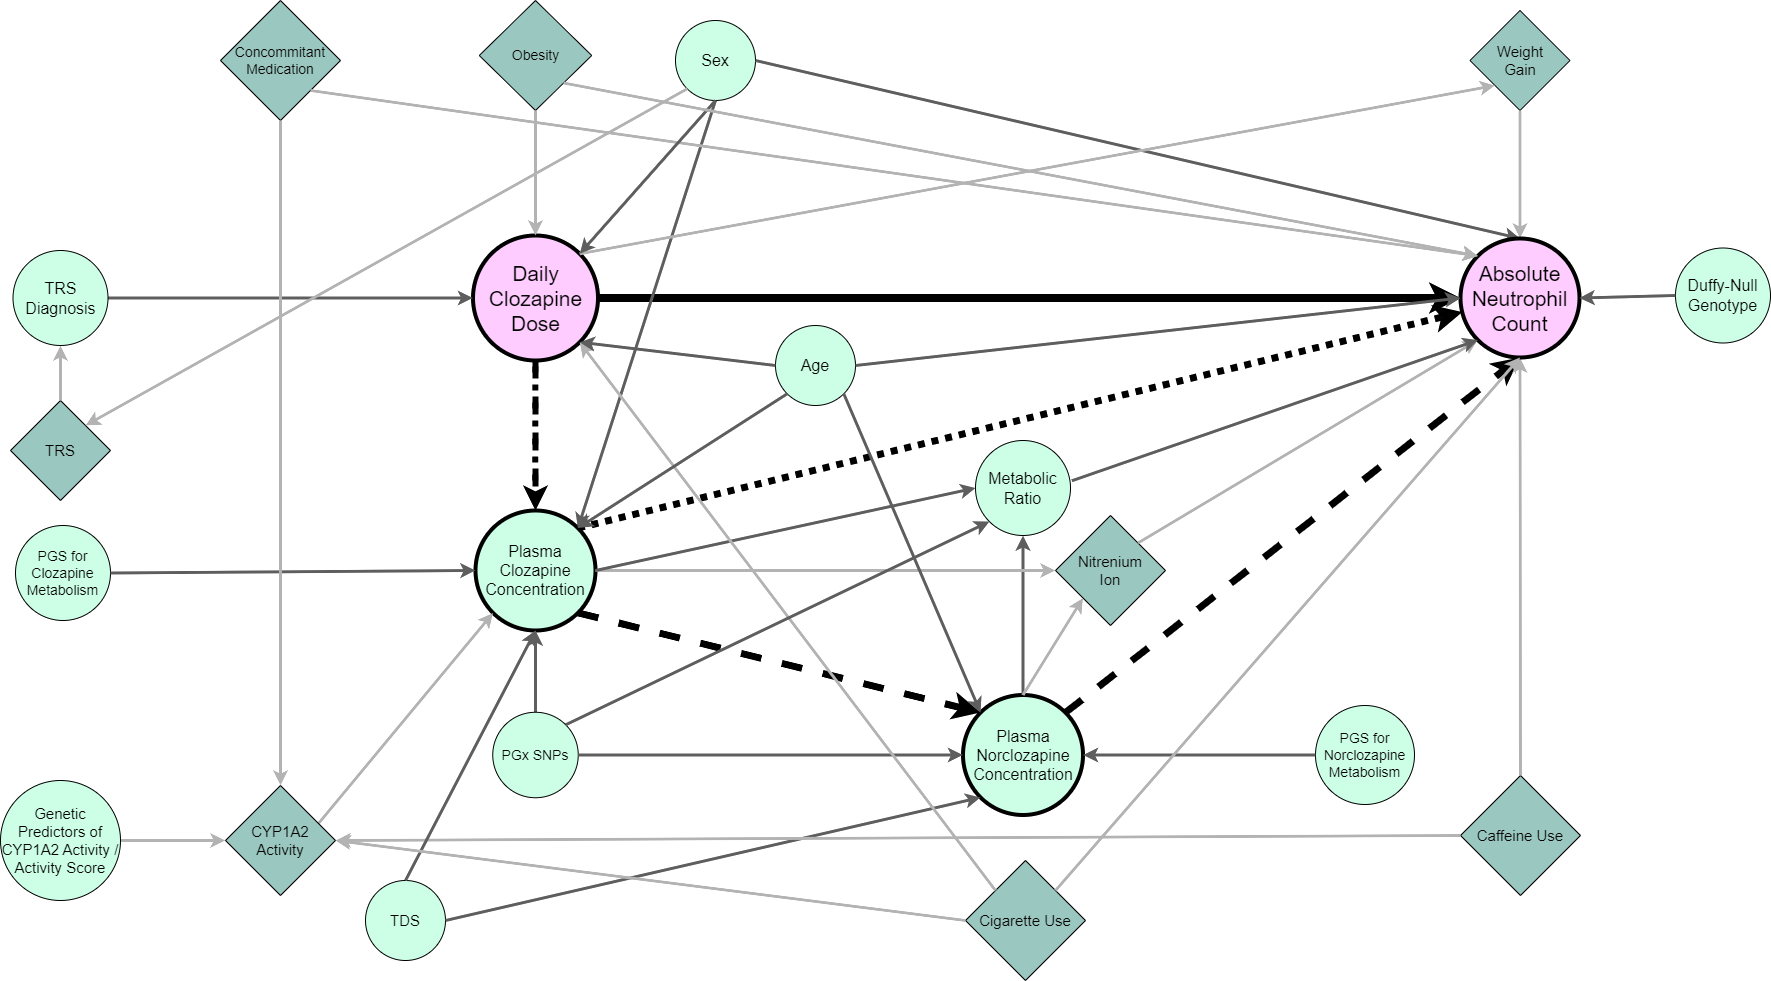 Concommitant
Medication
Obesity
Sex
Weight
Gain
TRS
Diagnosis
Daily
Clozapine
Dose
Absolute
Neutrophil
Count
Duffy-Null
Genotype
Age
TRS
Metabolic
Ratio
PGS for
Clozapine
Metabolism
Plasma
Clozapine
Concentration
Nitrenium
Ion
PGx SNPs
Plasma
Norclozapine
Concentration
PGS for
Norclozapine
Metabolism
Genetic
Predictors of
CYP1A2 Activity /
Activity Score
CYP1A2
Activity
Caffeine Use
TDS
Cigarette Use